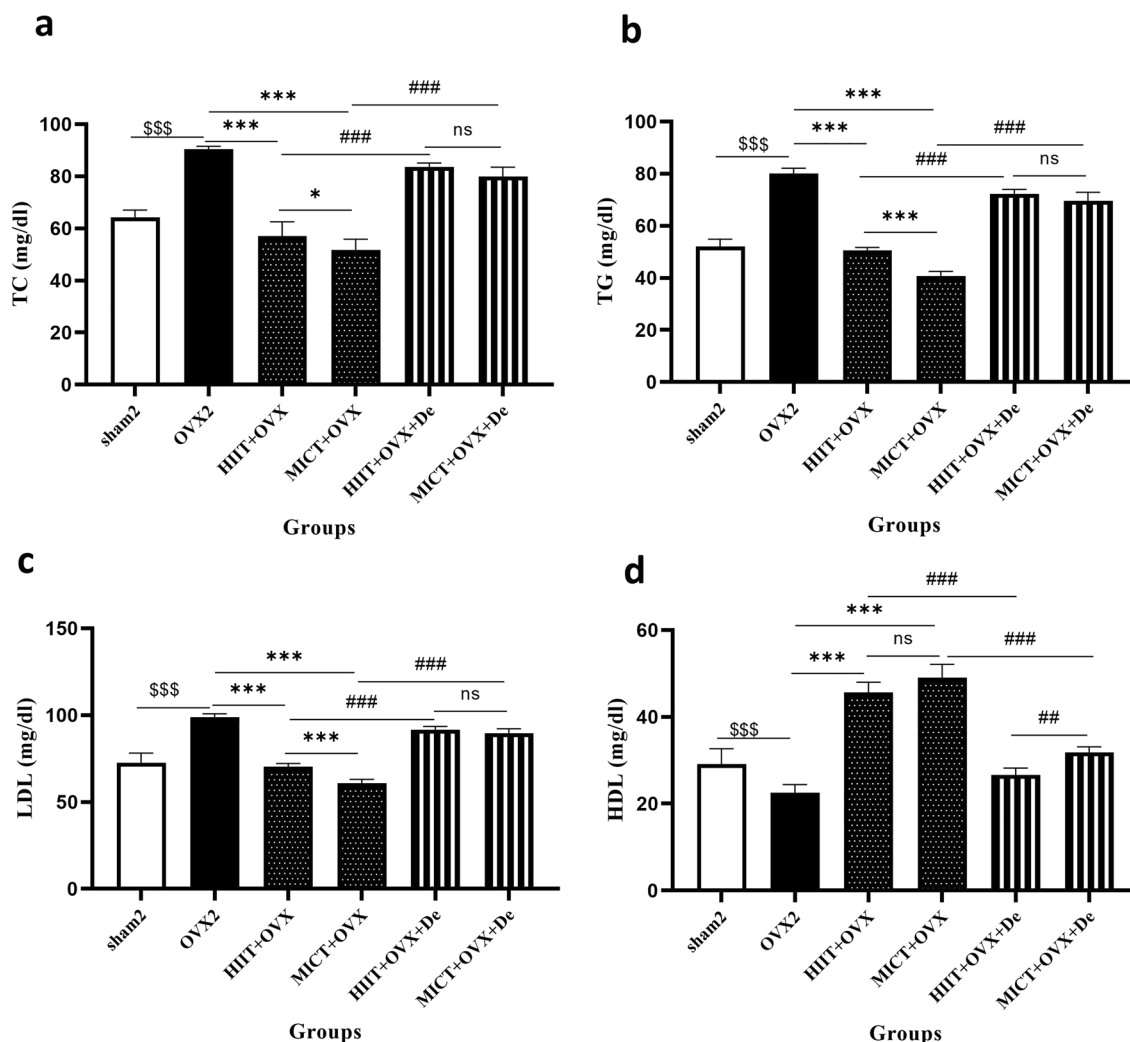 a
TC (mg/dl)
100
80
60
40
20
0
$$$
***
***
###
###
*
ns
sham2
OVX2
HIIT+OVX
MICT+OVX
HIIT+OVX+De
MICT+OVX+De
Groups
b
TG (mg/dl)
100
80
60
40
20
0
$$$
***
***
###
###
***
ns
sham2
OVX2
HIIT+OVX
MICT+OVX
HIIT+OVX+De
MICT+OVX+De
Groups
c
LDL (mg/dl)
150
100
50
0
$$$
***
***
###
###
***
ns
sham2
OVX2
HIIT+OVX
MICT+OVX
HIIT+OVX+De
MICT+OVX+De
Groups
d
HDL (mg/dl)
60
40
20
0
###
***
ns
***
###
$$$
##
sham2
OVX2
HIIT+OVX
MICT+OVX
HIIT+OVX+De
MICT+OVX+De
Groups